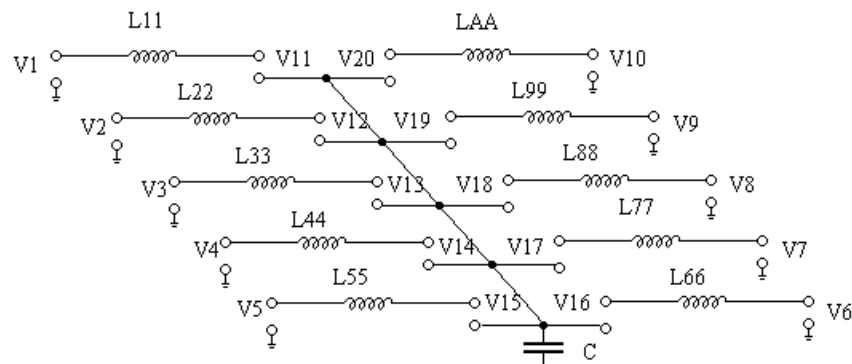 L11 LAA
V1 V11 V20 V10
L22 L99
V2 V12 V19 V9
L33 L88
V3 V13 V18 V8
L44 L77
V4 V14 V17 V7
L55 L66
V5 V15 V16 V6
C